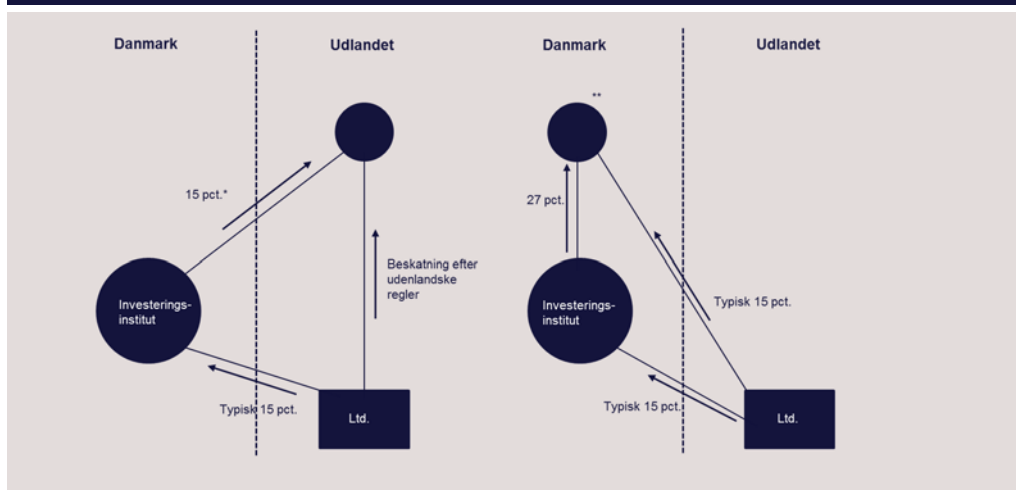 Danmark
Udlandet
15 pct.*
Beskatning efter
udenlandske
regler
Investerings-
institut
Typisk 15 pct.
Ltd.
Danmark
Udlandet
**
27 pct.
Investerings-
institut
Typisk 15 pct.
Typisk 15 pct.
Ltd.